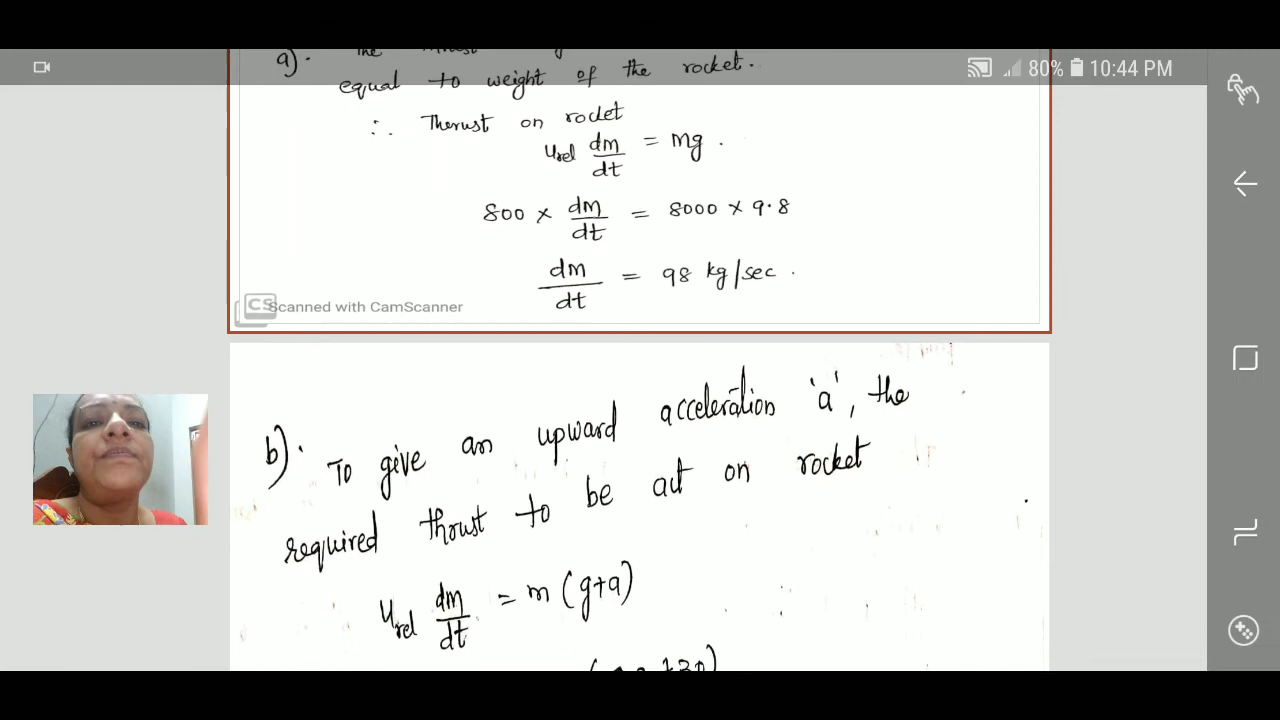 80% 10:44 PM
a).
equal to weight of the rocket.
∴ Therust on rocket
u_rel dm/dt = mg.
800 × dm/dt = 8000 × 9.8
dm/dt = 98 kg/sec.
CS Scanned with CamScanner
b). To give an upward acceleration 'a', the
required thrust to be act on rocket
u_rel dm/dt = m (g+a)